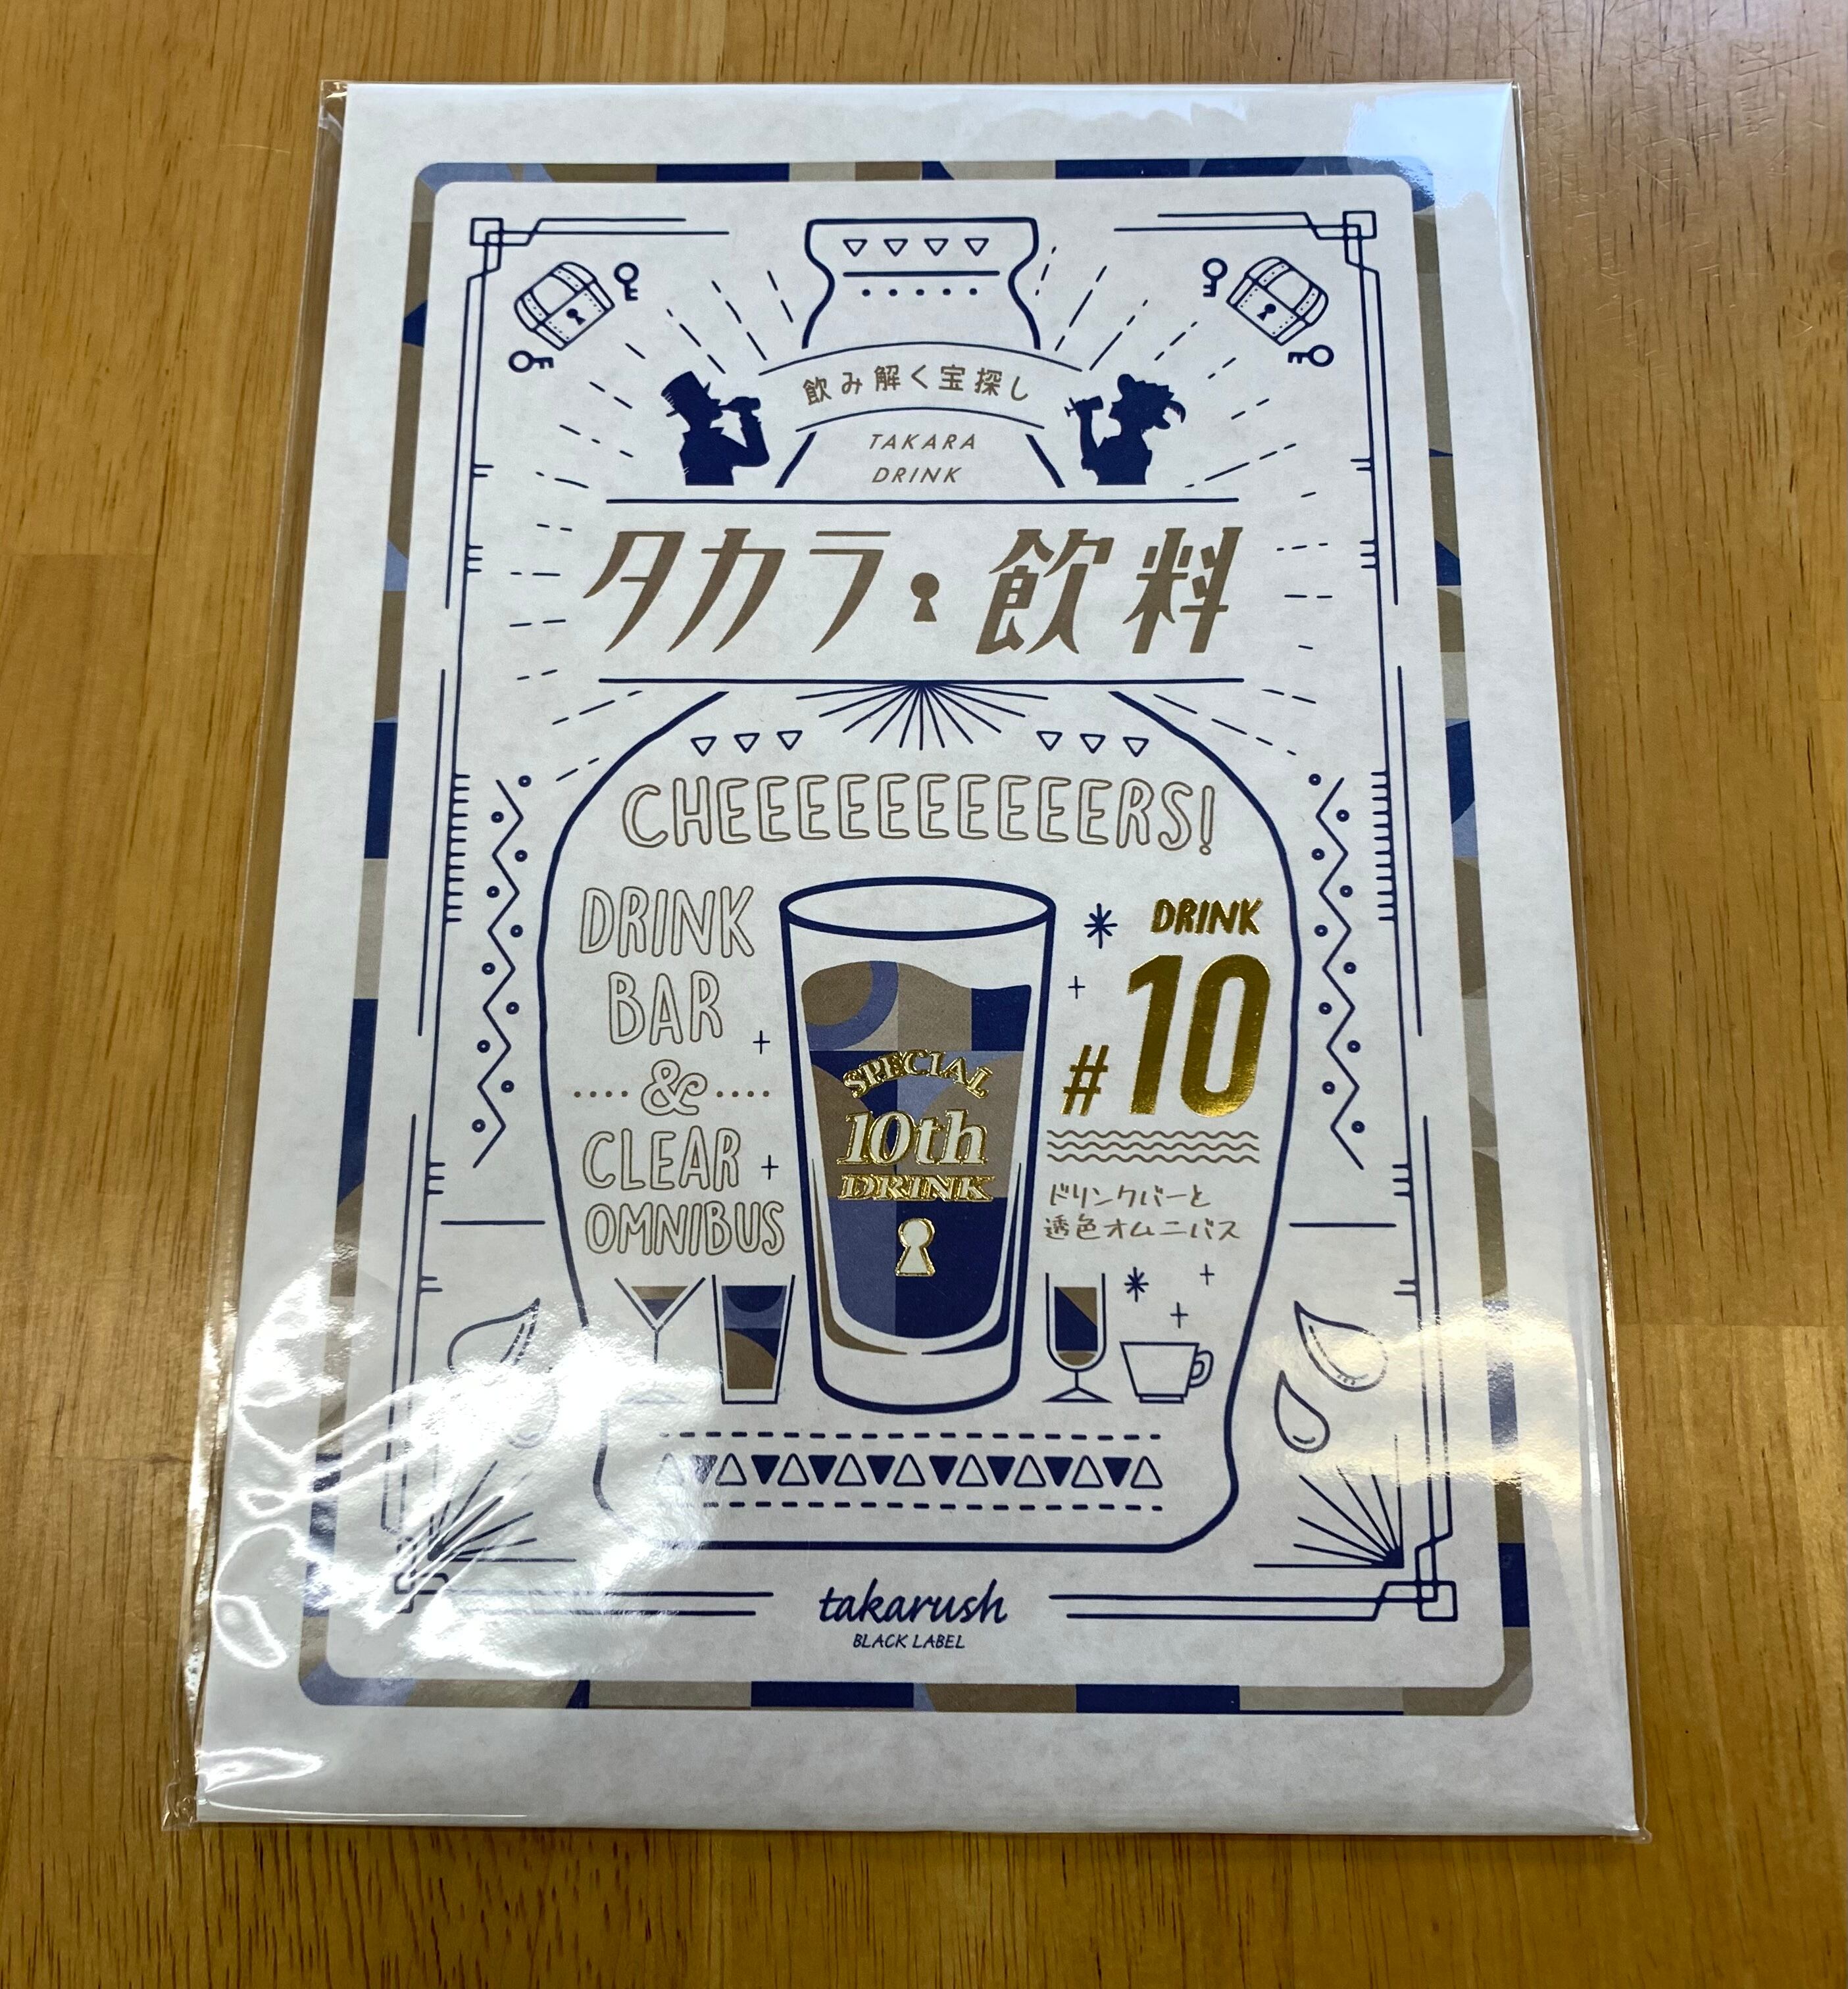 飲み解く宝探し
TAKARA
DRINK
タカラ・飲料
CHEEEEEEEEEEERS!
DRINK
BAR
&
CLEAR
OMNIBUS
SPECIAL
10th
DRINK
DRINK
#10
ドリンクバーと
透色オムニバス
takarush
BLACK LABEL